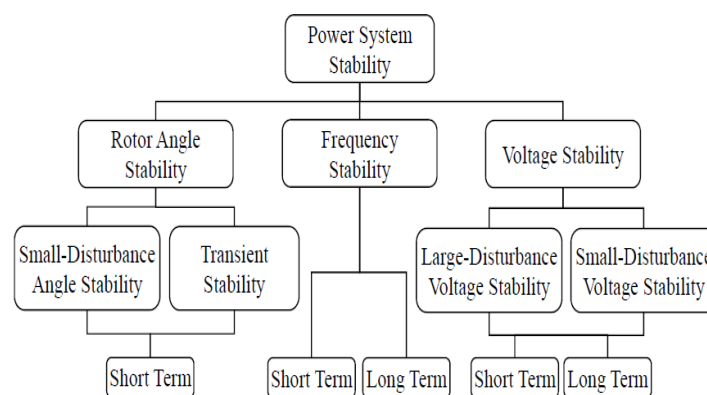 Power System
Stability
Rotor Angle
Stability
Frequency
Stability
Voltage Stability
Small-Disturbance
Angle Stability
Transient
Stability
Large-Disturbance
Voltage Stability
Small-Disturbance
Voltage Stability
Short Term
Short Term
Long Term
Short Term
Long Term